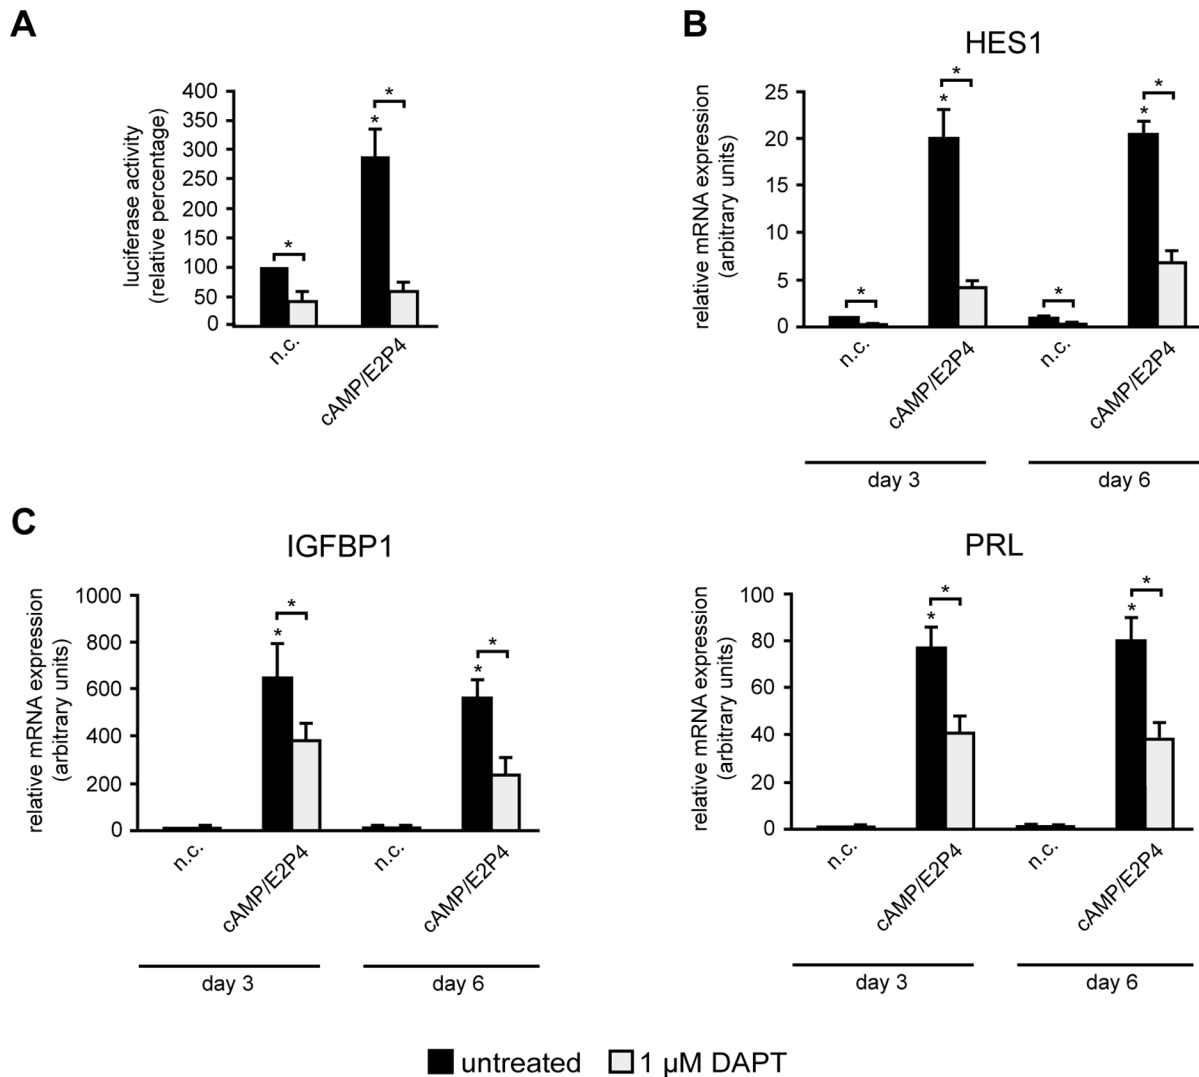 A
luciferase activity
(relative percentage)
400
350
300
250
200
150
100
50
0
*
*
*
n.c.
cAMP/E2P4
B
HES1
relative mRNA expression
(arbitrary units)
25
20
15
10
5
0
*
*
*
*
*
*
n.c.
cAMP/E2P4
n.c.
cAMP/E2P4
day 3
day 6
C
IGFBP1
relative mRNA expression
(arbitrary units)
1000
800
600
400
200
0
*
*
*
*
n.c.
cAMP/E2P4
n.c.
cAMP/E2P4
day 3
day 6
PRL
relative mRNA expression
(arbitrary units)
100
80
60
40
20
0
*
*
*
*
n.c.
cAMP/E2P4
n.c.
cAMP/E2P4
day 3
day 6
untreated
1 µM DAPT